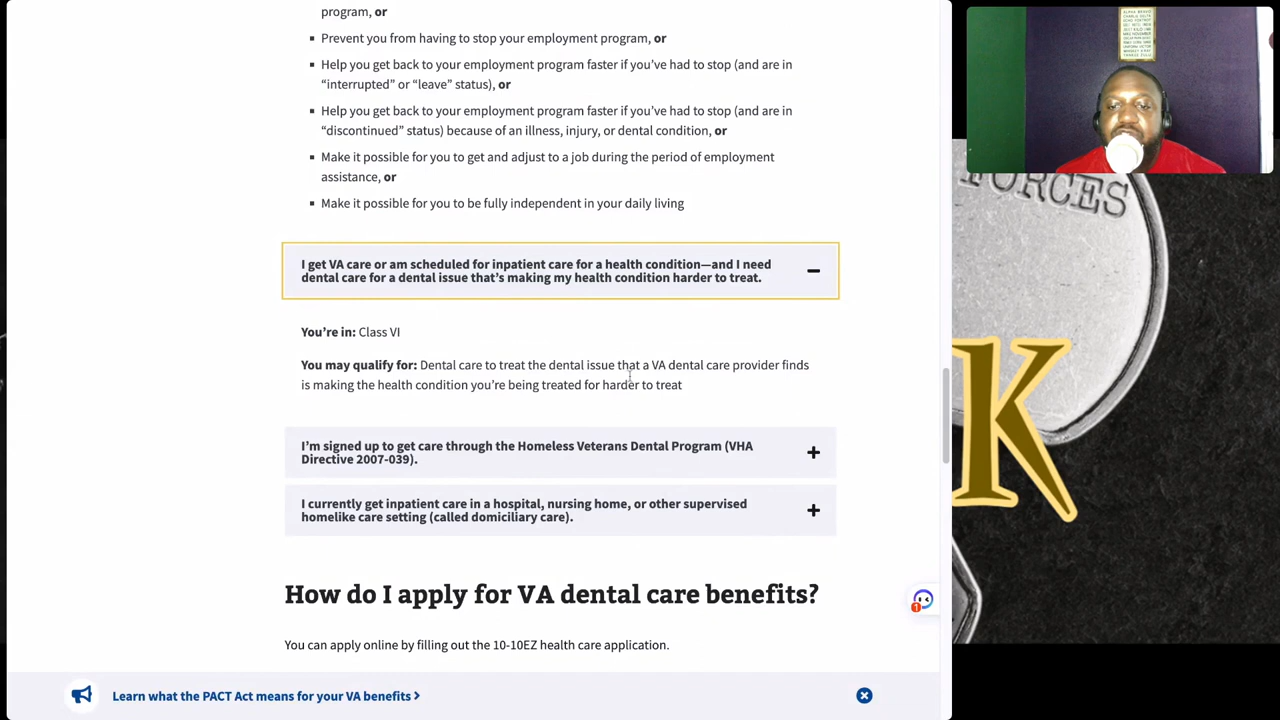 program, or
Prevent you from having to stop your employment program, or
Help you get back to your employment program faster if you’ve had to stop (and are in
“interrupted” or “leave” status), or
Help you get back to your employment program faster if you’ve had to stop (and are in
“discontinued” status) because of an illness, injury, or dental condition, or
Make it possible for you to get and adjust to a job during the period of employment
assistance, or
Make it possible for you to be fully independent in your daily living
I get VA care or am scheduled for inpatient care for a health condition—and I need
dental care for a dental issue that’s making my health condition harder to treat.
You’re in: Class VI
You may qualify for: Dental care to treat the dental issue that a VA dental care provider finds
is making the health condition you’re being treated for harder to treat
I’m signed up to get care through the Homeless Veterans Dental Program (VHA
Directive 2007-039).
I currently get inpatient care in a hospital, nursing home, or other supervised
homelike care setting (called domiciliary care).
How do I apply for VA dental care benefits?
You can apply online by filling out the 10-10EZ health care application.
1
Learn what the PACT Act means for your VA benefits
FORCES
K